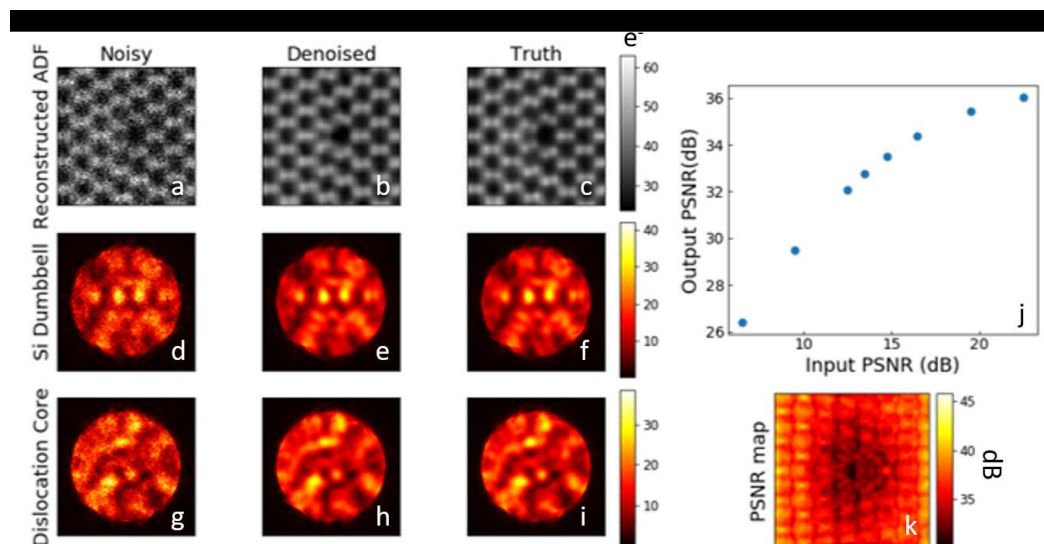 Noisy
Denoised
Truth
e-
Reconstructed ADF
a
b
c
60
50
40
30
Si Dumbbell
d
e
f
40
30
20
10
0
Dislocation Core
g
h
i
30
20
10
0
Output PSNR(dB)
36
34
32
30
28
26
j
10
15
20
Input PSNR (dB)
PSNR map
k
45
40
35
dB